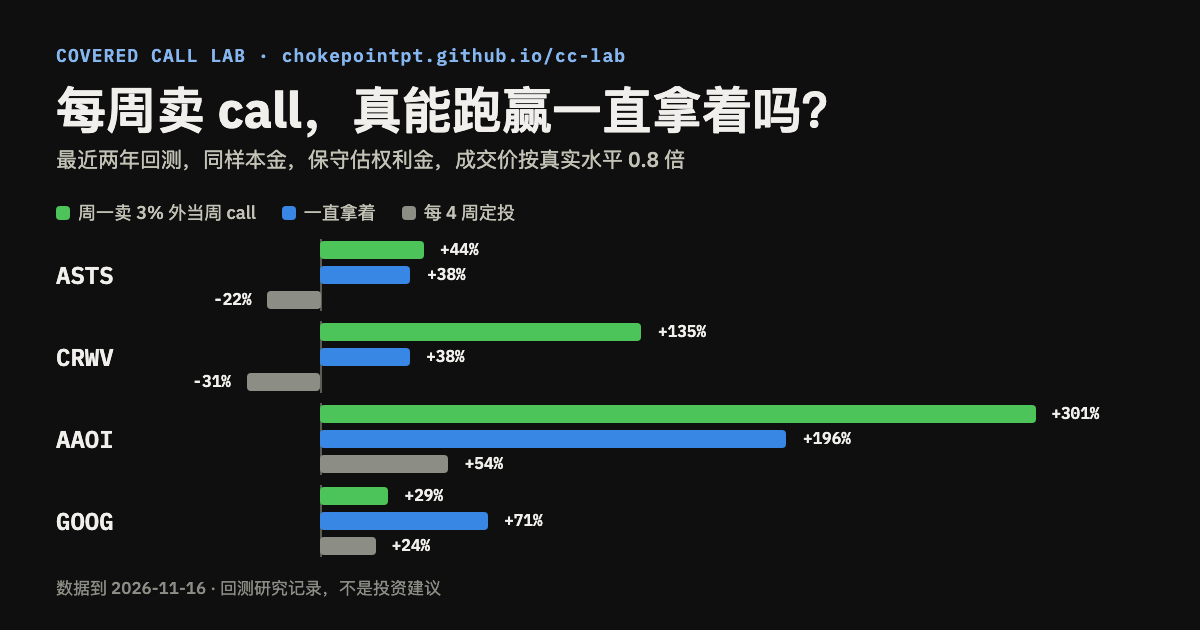 COVERED CALL LAB · chokepointpt.github.io/cc-lab
每周卖 call，真能跑赢一直拿着吗？
最近两年回测，同样本金，保守估权利金，成交价按真实水平 0.8 倍
周一卖 3% 外当周 call 一直拿着 每 4 周定投
+44%
ASTS
+38%
-22%
+135%
CRWV
+38%
-31%
+301%
AAOI
+196%
+54%
+29%
GOOG
+71%
+24%
数据到 2026-11-16 · 回测研究记录，不是投资建议